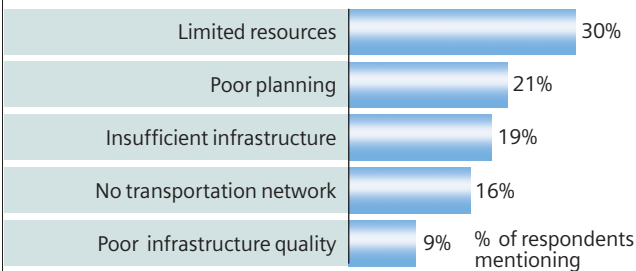 Limited resources 30%
Poor planning 21%
Insufficient infrastructure 19%
No transportation network 16%
Poor infrastructure quality 9% % of respondents
mentioning